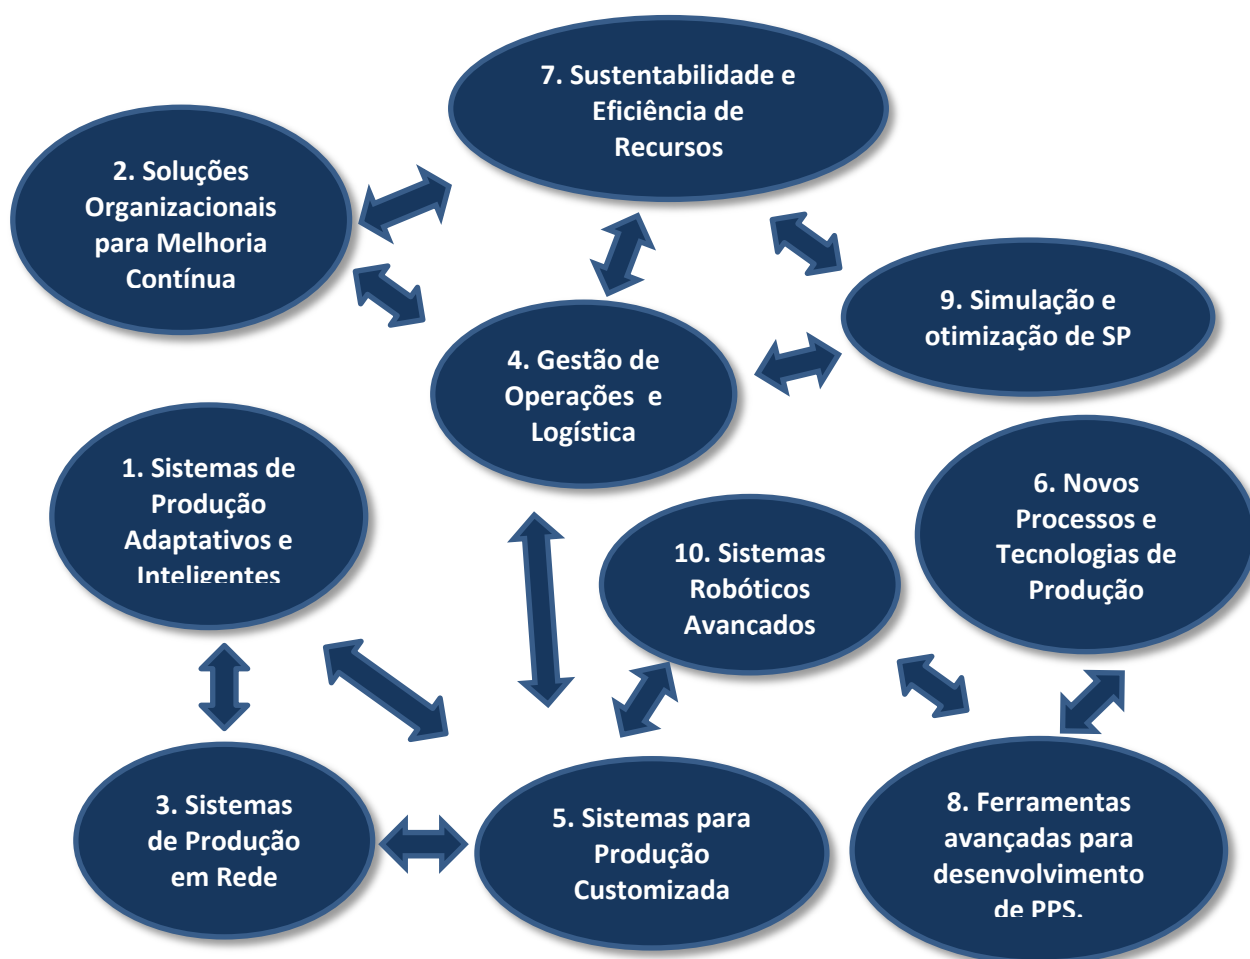 7. Sustentabilidade e
Eficiência de
Recursos
2. Soluções
Organizacionais
para Melhoria
Contínua
9. Simulação e
otimização de SP
4. Gestão de
Operações e
Logística
1. Sistemas de
Produção
Adaptativos e
Inteligentes
6. Novos
Processos e
Tecnologias de
Produção
10. Sistemas
Robóticos
Avancados
3. Sistemas
de Produção
em Rede
5. Sistemas para
Produção
Customizada
8. Ferramentas
avançadas para
desenvolvimento
de PPS.